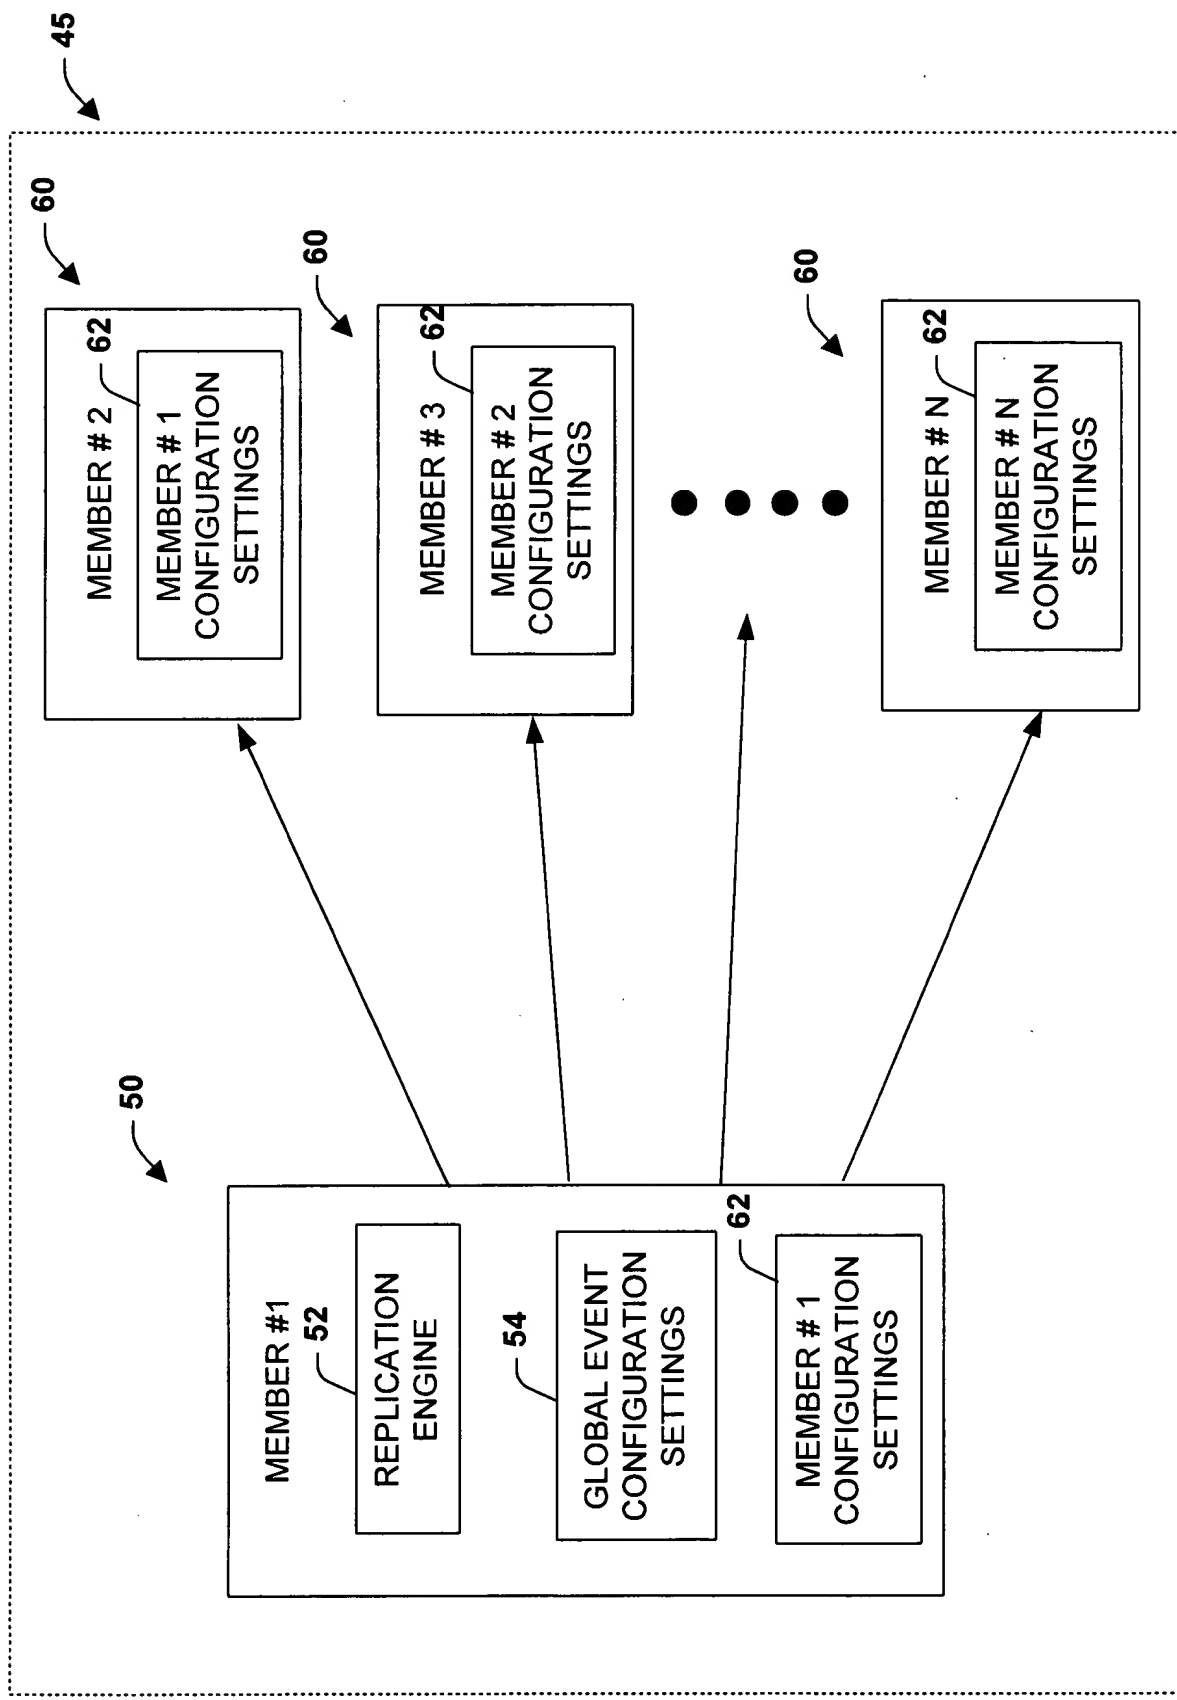 45
50
MEMBER #1
52
REPLICATION
ENGINE
54
GLOBAL EVENT
CONFIGURATION
SETTINGS
62
MEMBER # 1
CONFIGURATION
SETTINGS
60
MEMBER # 2
62
MEMBER # 1
CONFIGURATION
SETTINGS
60
MEMBER # 3
62
MEMBER # 2
CONFIGURATION
SETTINGS
60
MEMBER # N
62
MEMBER # N
CONFIGURATION
SETTINGS